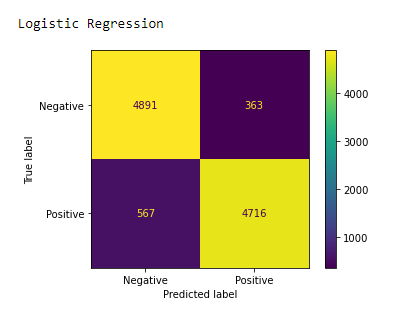 Logistic Regression
Negative
4891
363
Positive
567
4716
Negative
Positive
True label
Predicted label
4000
3000
2000
1000